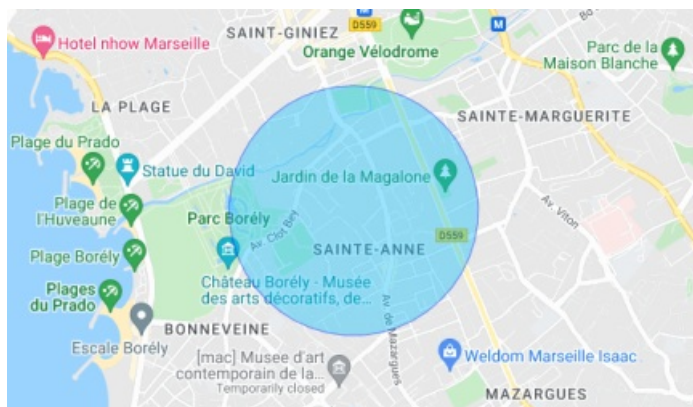 D559
M
Bo
SAINT-GINIEZ
Hotel nhow Marseille
Orange Vélodrome
Parc de la
Maison Blanche
LA PLAGE
SAINTE-MARGUERITE
Plage du Prado
Statue du David
Jardin de la Magalone
Plage de
l'Huveaune
Parc Borély
Av. Clot Bey
Av. Viton
D559
Plage Borély
SAINTE-ANNE
Château Borély - Musée
des arts décoratifs, de...
Plages
du Prado
Av. de Mazargues
BONNEVEINE
Escale Borély
[mac] Musee d'art
contemporain de la...
Temporarily closed
Weldom Marseille Isaac
MAZARGUES